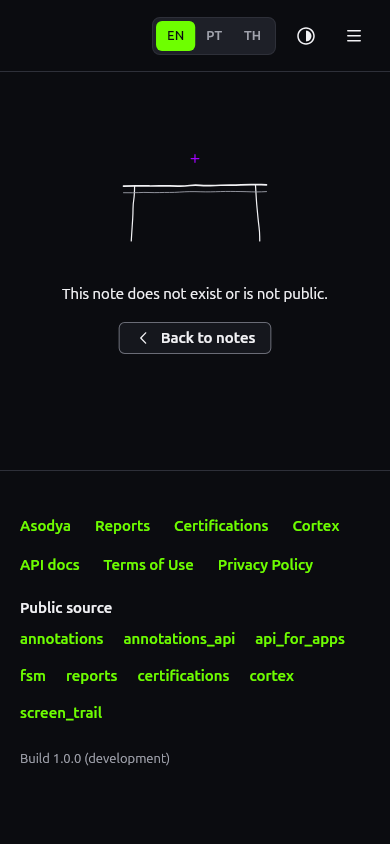 EN PT TH
This note does not exist or is not public.
Back to notes
Asodya Reports Certifications Cortex
API docs Terms of Use Privacy Policy
Public source
annotations annotations_api api_for_apps
fsm reports certifications cortex
screen_trail
Build 1.0.0 (development)